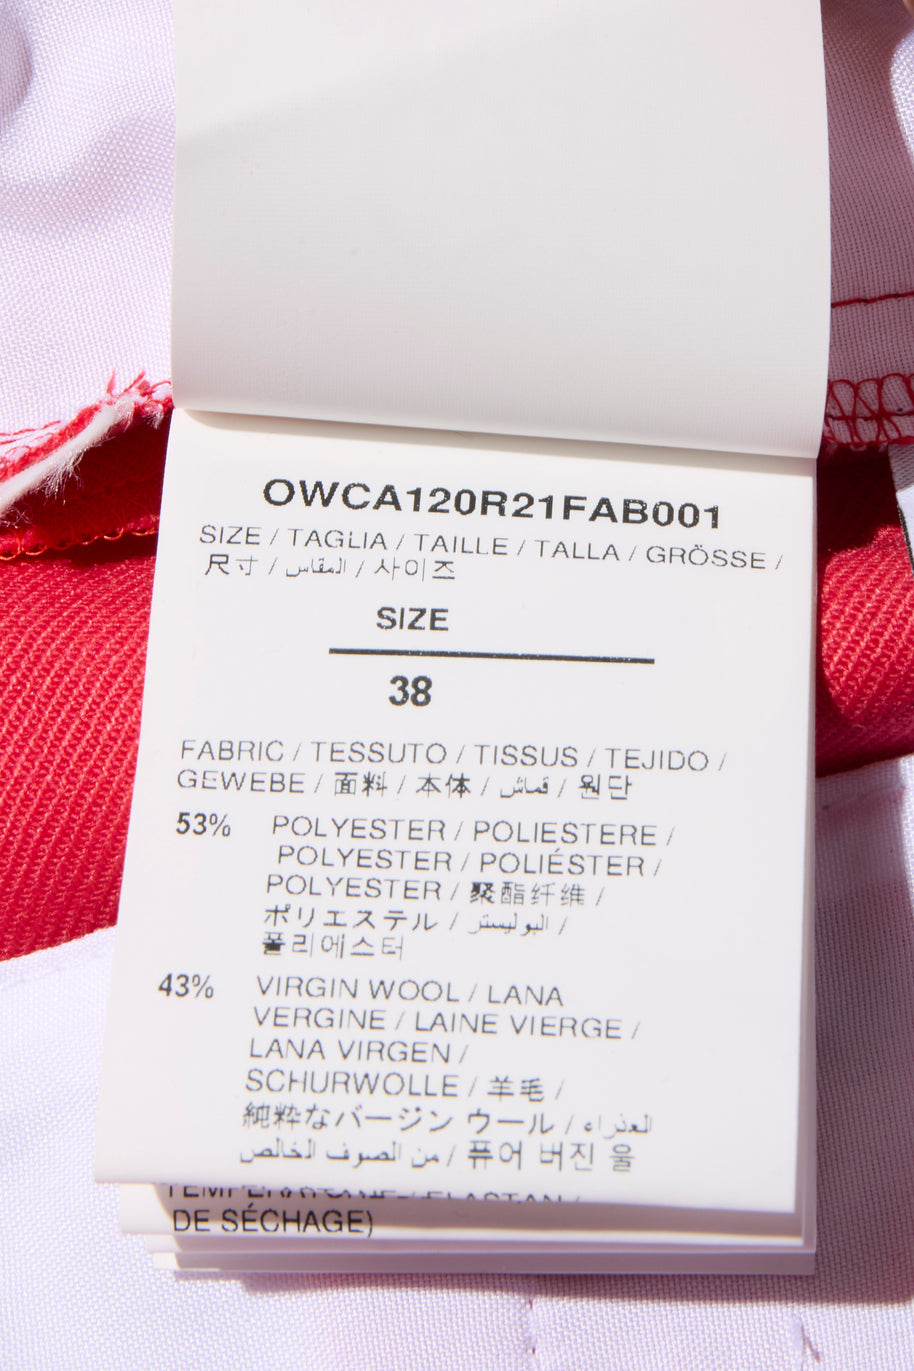 OWCA120R21FAB001
SIZE / TAGLIA / TAILLE / TALLA / GRÖSSE /
尺寸 / المقاس / 사이즈
SIZE
38
FABRIC / TESSUTO / TISSUS / TEJIDO /
GEWEBE / 面料 / 本体 / قماش / 원단
53% POLYESTER / POLIESTERE /
POLYESTER / POLIÉSTER /
POLYESTER / 聚酯纤维 /
ポリエステル / البوليستر /
폴리에스터
43% VIRGIN WOOL / LANA
VERGINE / LAINE VIERGE /
LANA VIRGEN /
SCHURWOLLE / 羊毛 /
純粋なバージン ウール / العذراء
من الصوف الخالص / 퓨어 버진 울
DE SÉCHAGE)